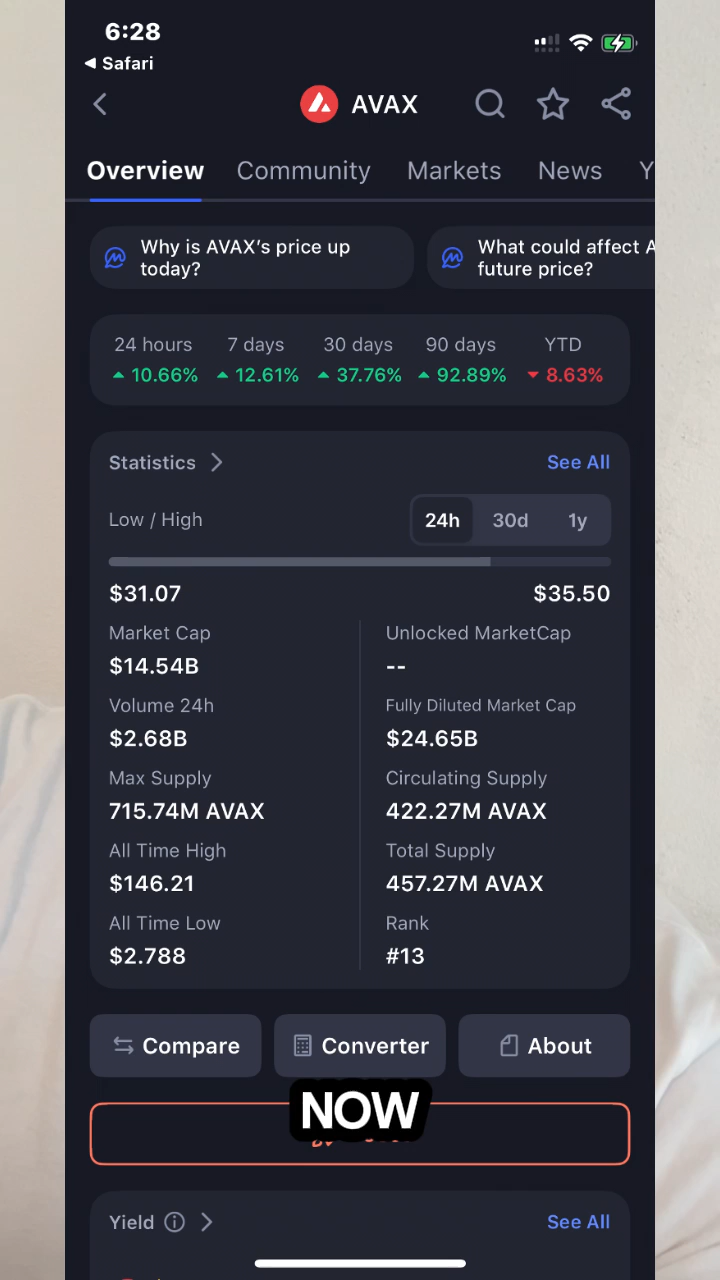 6:28
Safari
AVAX
Overview Community Markets News Y
Why is AVAX's price up
today?
What could affect A
future price?
24 hours 7 days 30 days 90 days YTD
10.66% 12.61% 37.76% 92.89% 8.63%
Statistics
See All
Low / High
24h 30d 1y
$31.07 $35.50
Market Cap
$14.54B
Unlocked MarketCap
--
Volume 24h
$2.68B
Fully Diluted Market Cap
$24.65B
Max Supply
715.74M AVAX
Circulating Supply
422.27M AVAX
All Time High
$146.21
Total Supply
457.27M AVAX
All Time Low
$2.788
Rank
#13
Compare Converter About
NOW
Yield
See All